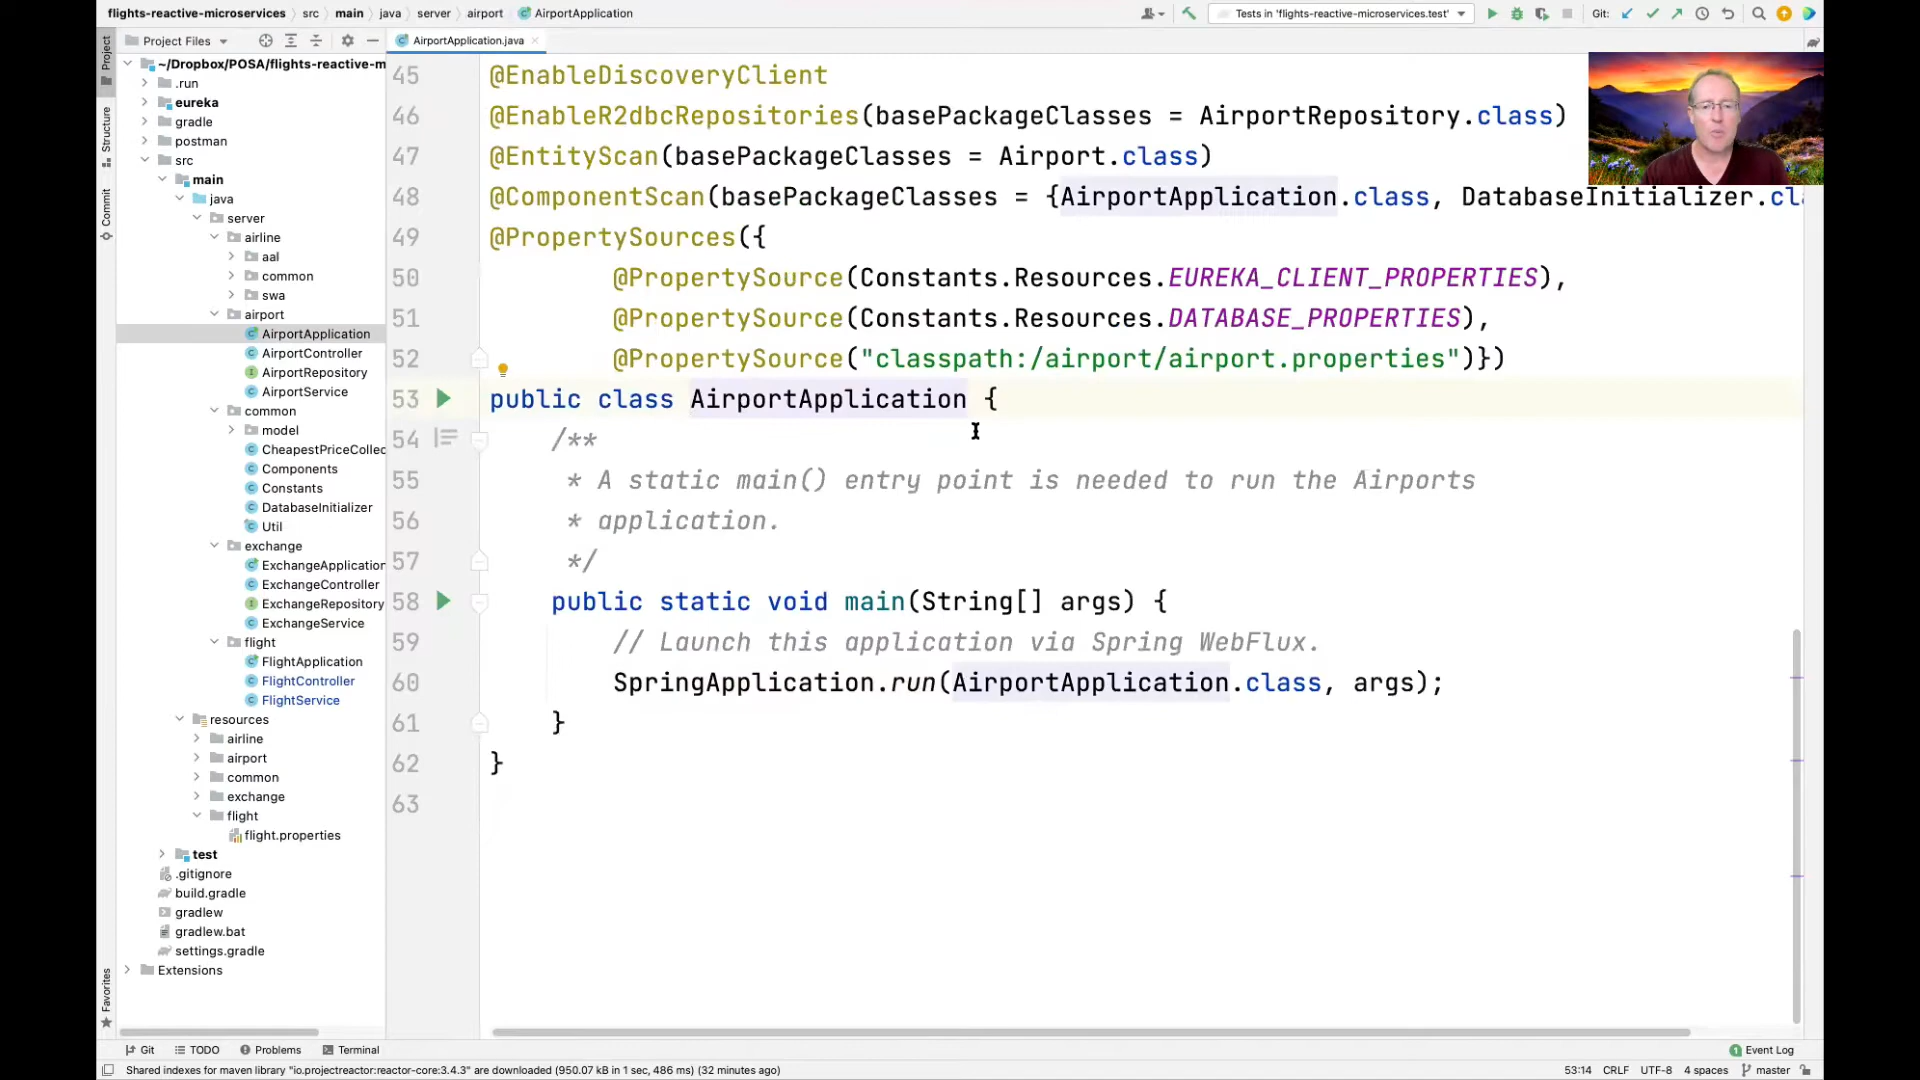 flights-reactive-microservices src main java server airport AirportApplication
Tests in 'flights-reactive-microservices.test'
Git:
Project Files
AirportApplication.java
Project
Structure
Commit
Favorites
~/Dropbox/POSA/flights-reactive-m
.run
eureka
gradle
postman
src
main
java
server
airline
aal
common
swa
airport
AirportApplication
AirportController
AirportRepository
AirportService
common
model
CheapestPriceCollec
Components
Constants
DatabaseInitializer
Util
exchange
ExchangeApplication
ExchangeController
ExchangeRepository
ExchangeService
flight
FlightApplication
FlightController
FlightService
resources
airline
airport
common
exchange
flight
flight.properties
test
.gitignore
build.gradle
gradlew
gradlew.bat
settings.gradle
Extensions
45 @EnableDiscoveryClient
46 @EnableR2dbcRepositories(basePackageClasses = AirportRepository.class)
47 @EntityScan(basePackageClasses = Airport.class)
48 @ComponentScan(basePackageClasses = {AirportApplication.class, DatabaseInitializer.cl
49 @PropertySources({
50 @PropertySource(Constants.Resources.EUREKA_CLIENT_PROPERTIES),
51 @PropertySource(Constants.Resources.DATABASE_PROPERTIES),
52 @PropertySource("classpath:/airport/airport.properties")})
53 public class AirportApplication {
54 /**
55 * A static main() entry point is needed to run the Airports
56 * application.
57 */
58 public static void main(String[] args) {
59 // Launch this application via Spring WebFlux.
60 SpringApplication.run(AirportApplication.class, args);
61 }
62 }
63
Git TODO Problems Terminal
1 Event Log
Shared indexes for maven library "io.projectreactor:reactor-core:3.4.3" are downloaded (950.07 kB in 1 sec, 486 ms) (32 minutes ago)
53:14 CRLF UTF-8 4 spaces master